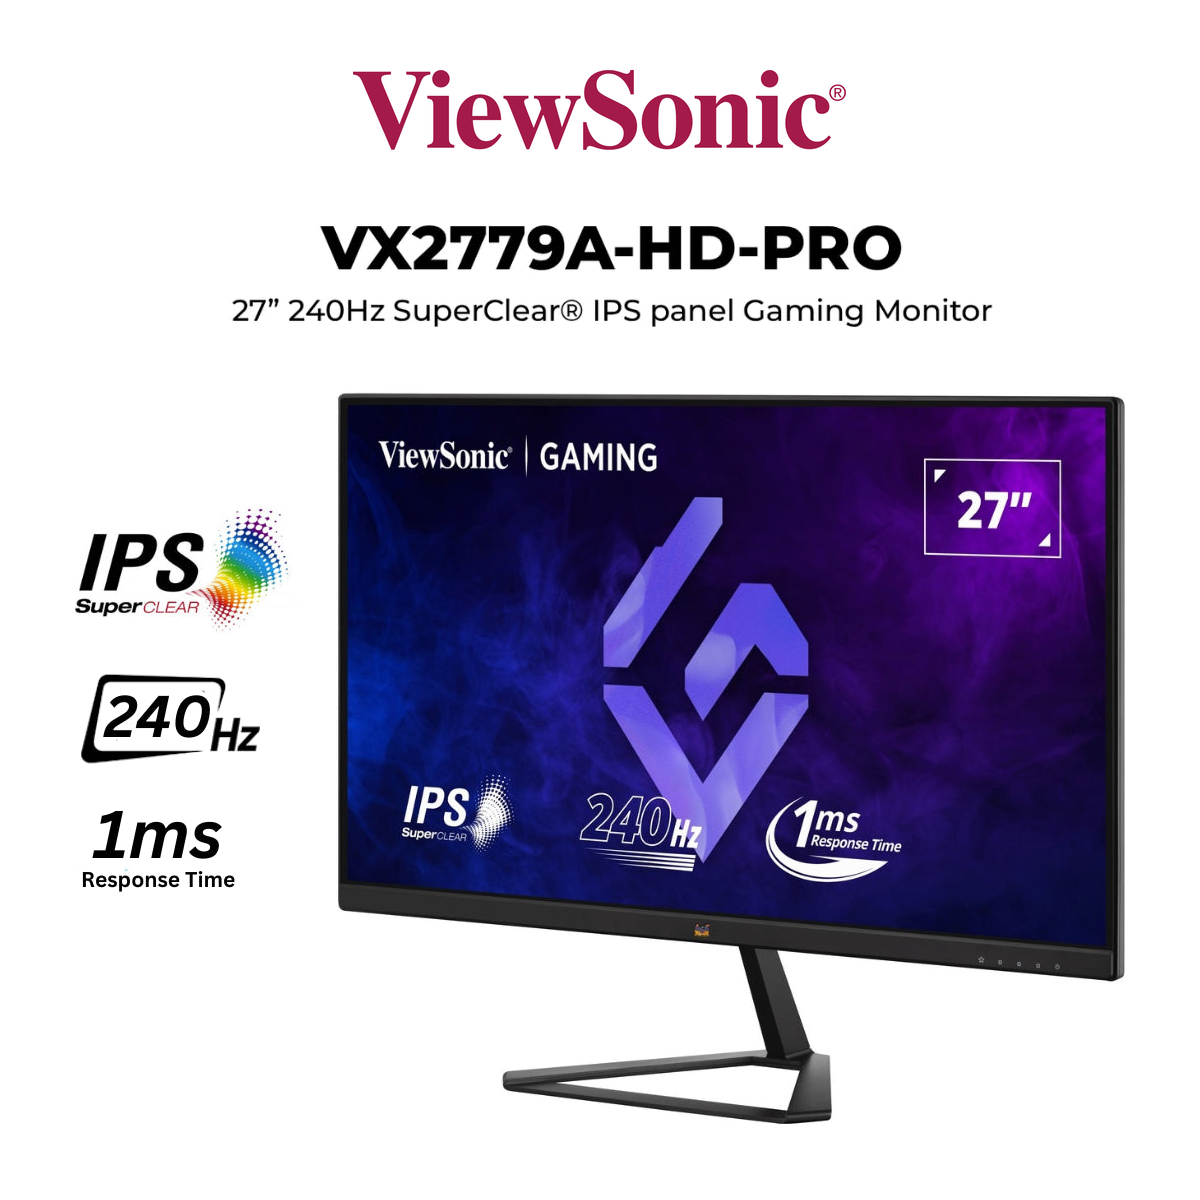 ViewSonic®
VX2779A-HD-PRO
27” 240Hz SuperClear® IPS panel Gaming Monitor
ViewSonic® | GAMING
27"
IPS
SuperCLEAR
240Hz
1ms
Response Time
IPS
SuperCLEAR
240Hz
1ms
Response Time